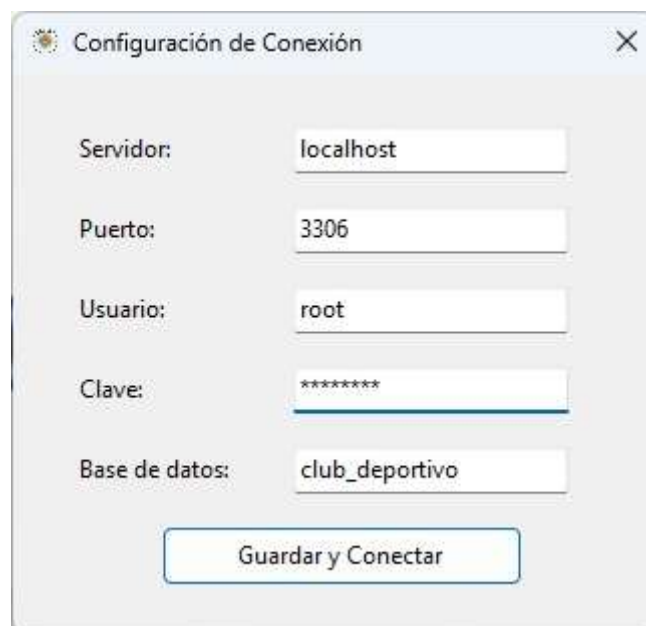 Configuración de Conexión
Servidor: localhost
Puerto: 3306
Usuario: root
Clave: ********
Base de datos: club_deportivo
Guardar y Conectar